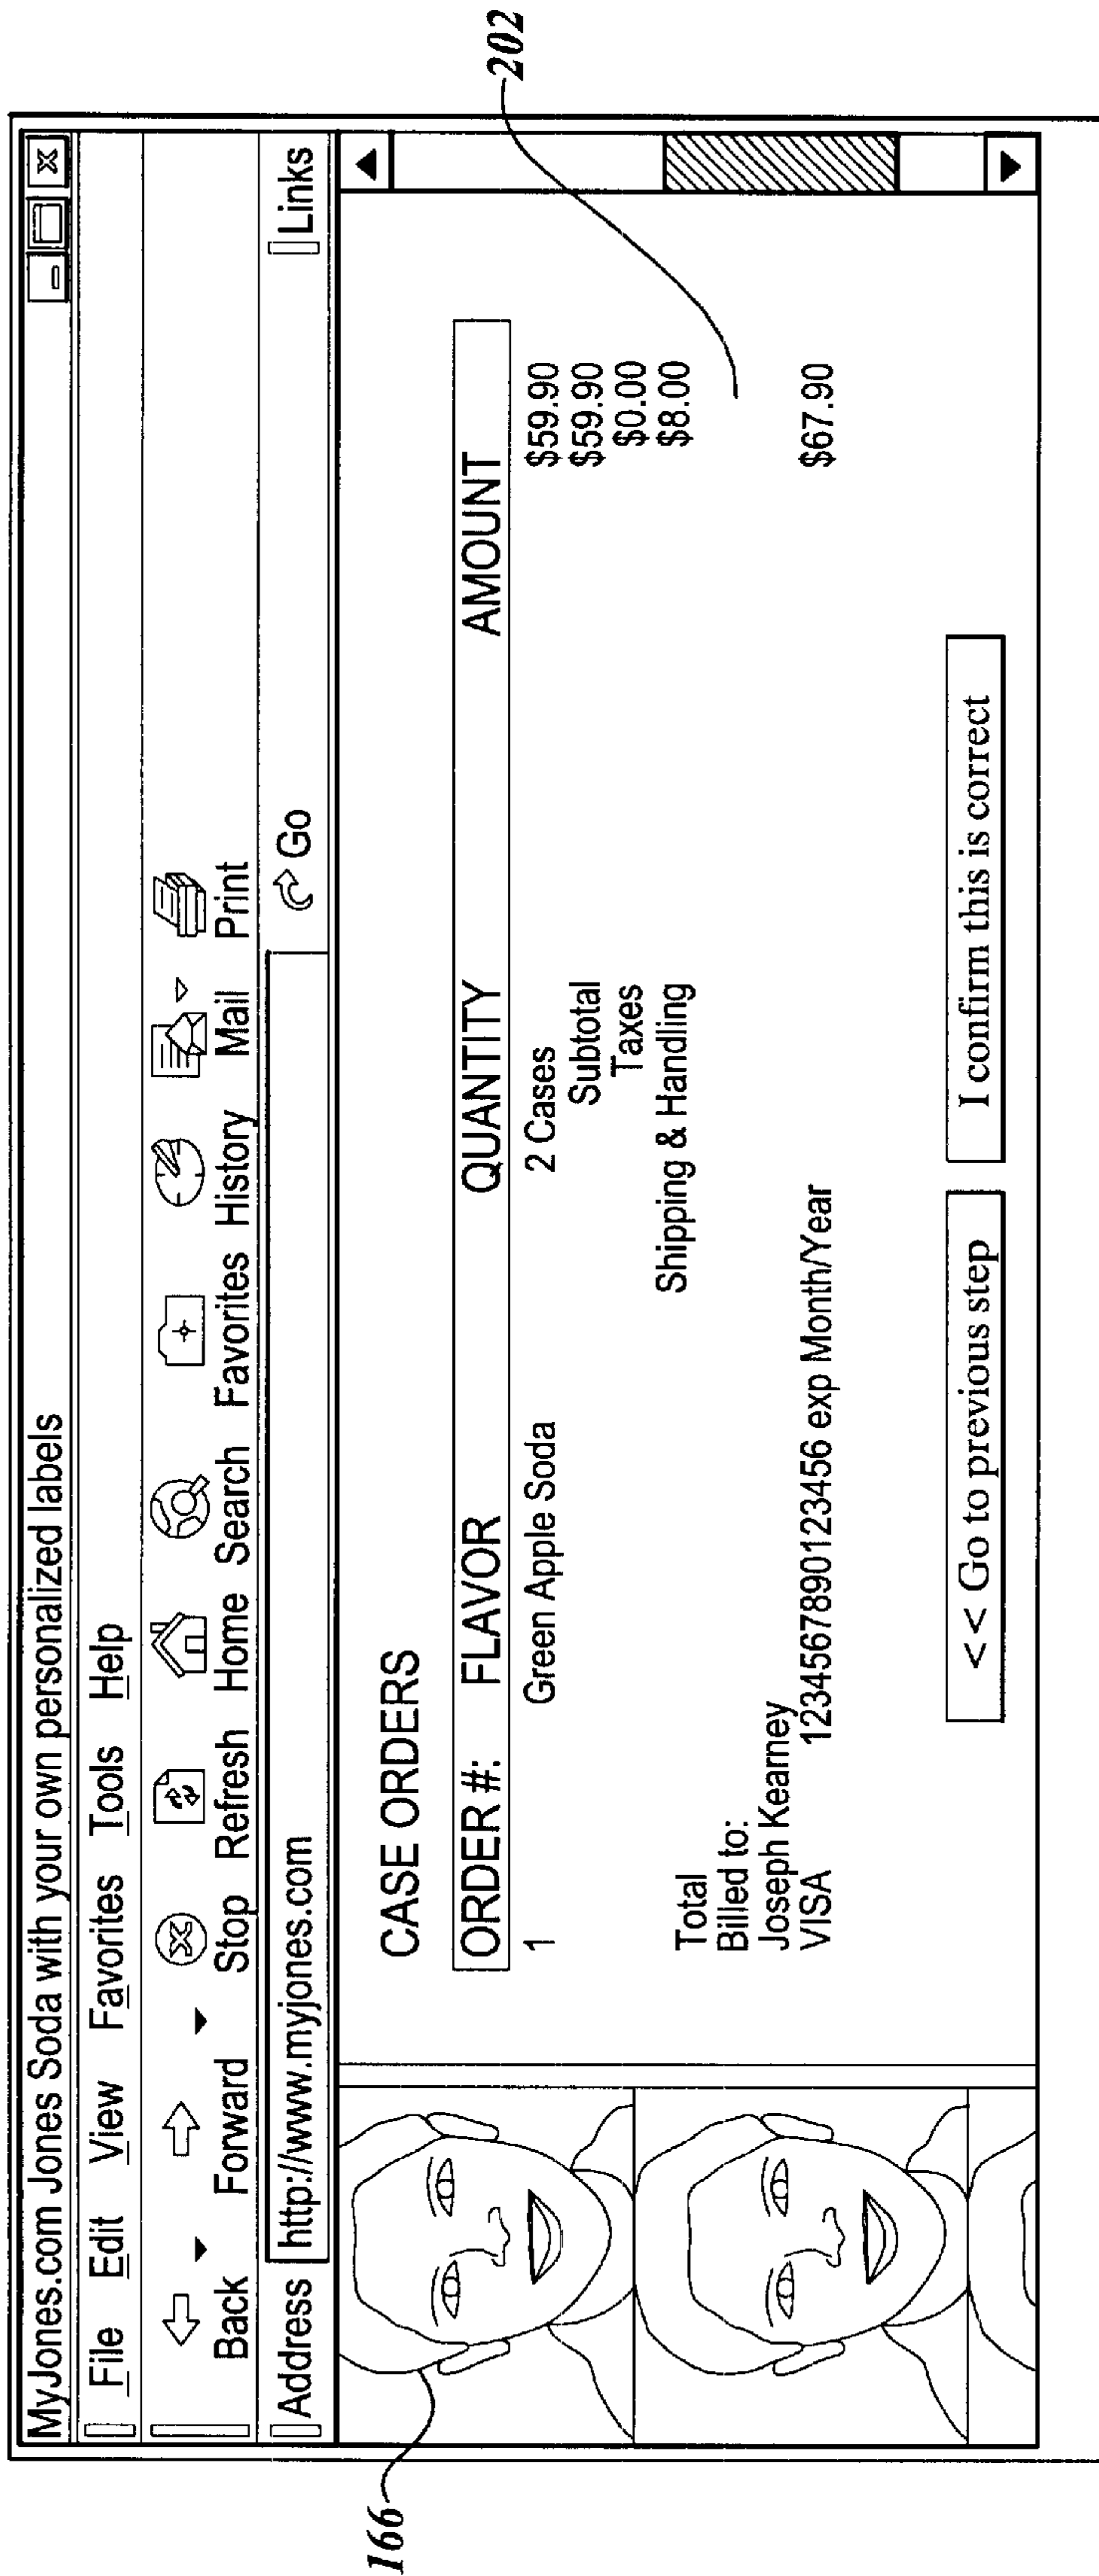 MyJones.com Jones Soda with your own personalized labels
File Edit View Favorites Tools Help
Back Forward Stop Refresh Home Search Favorites History Mail Print
Address http://www.myjones.com Go Links
CASE ORDERS
ORDER #: FLAVOR QUANTITY AMOUNT
1 Green Apple Soda 2 Cases $59.90
Subtotal $59.90
Taxes $0.00
Shipping & Handling $8.00
Total
Billed to:
Joseph Kearney
VISA 1234567890123456 exp Month/Year $67.90
<< Go to previous step I confirm this is correct
166
202